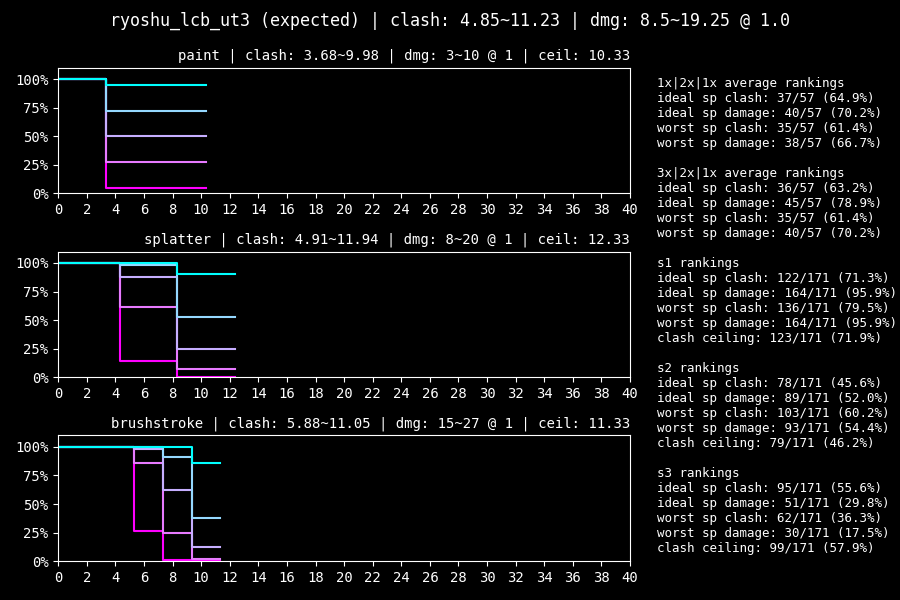 ryoshu_lcb_ut3 (expected) | clash: 4.85~11.23 | dmg: 8.5~19.25 @ 1.0
paint | clash: 3.68~9.98 | dmg: 3~10 @ 1 | ceil: 10.33
100%
75%
50%
25%
0%
0 2 4 6 8 10 12 14 16 18 20 22 24 26 28 30 32 34 36 38 40
splatter | clash: 4.91~11.94 | dmg: 8~20 @ 1 | ceil: 12.33
100%
75%
50%
25%
0%
0 2 4 6 8 10 12 14 16 18 20 22 24 26 28 30 32 34 36 38 40
brushstroke | clash: 5.88~11.05 | dmg: 15~27 @ 1 | ceil: 11.33
100%
75%
50%
25%
0%
0 2 4 6 8 10 12 14 16 18 20 22 24 26 28 30 32 34 36 38 40
1x|2x|1x average rankings
ideal sp clash: 37/57 (64.9%)
ideal sp damage: 40/57 (70.2%)
worst sp clash: 35/57 (61.4%)
worst sp damage: 38/57 (66.7%)
3x|2x|1x average rankings
ideal sp clash: 36/57 (63.2%)
ideal sp damage: 45/57 (78.9%)
worst sp clash: 35/57 (61.4%)
worst sp damage: 40/57 (70.2%)
s1 rankings
ideal sp clash: 122/171 (71.3%)
ideal sp damage: 164/171 (95.9%)
worst sp clash: 136/171 (79.5%)
worst sp damage: 164/171 (95.9%)
clash ceiling: 123/171 (71.9%)
s2 rankings
ideal sp clash: 78/171 (45.6%)
ideal sp damage: 89/171 (52.0%)
worst sp clash: 103/171 (60.2%)
worst sp damage: 93/171 (54.4%)
clash ceiling: 79/171 (46.2%)
s3 rankings
ideal sp clash: 95/171 (55.6%)
ideal sp damage: 51/171 (29.8%)
worst sp clash: 62/171 (36.3%)
worst sp damage: 30/171 (17.5%)
clash ceiling: 99/171 (57.9%)